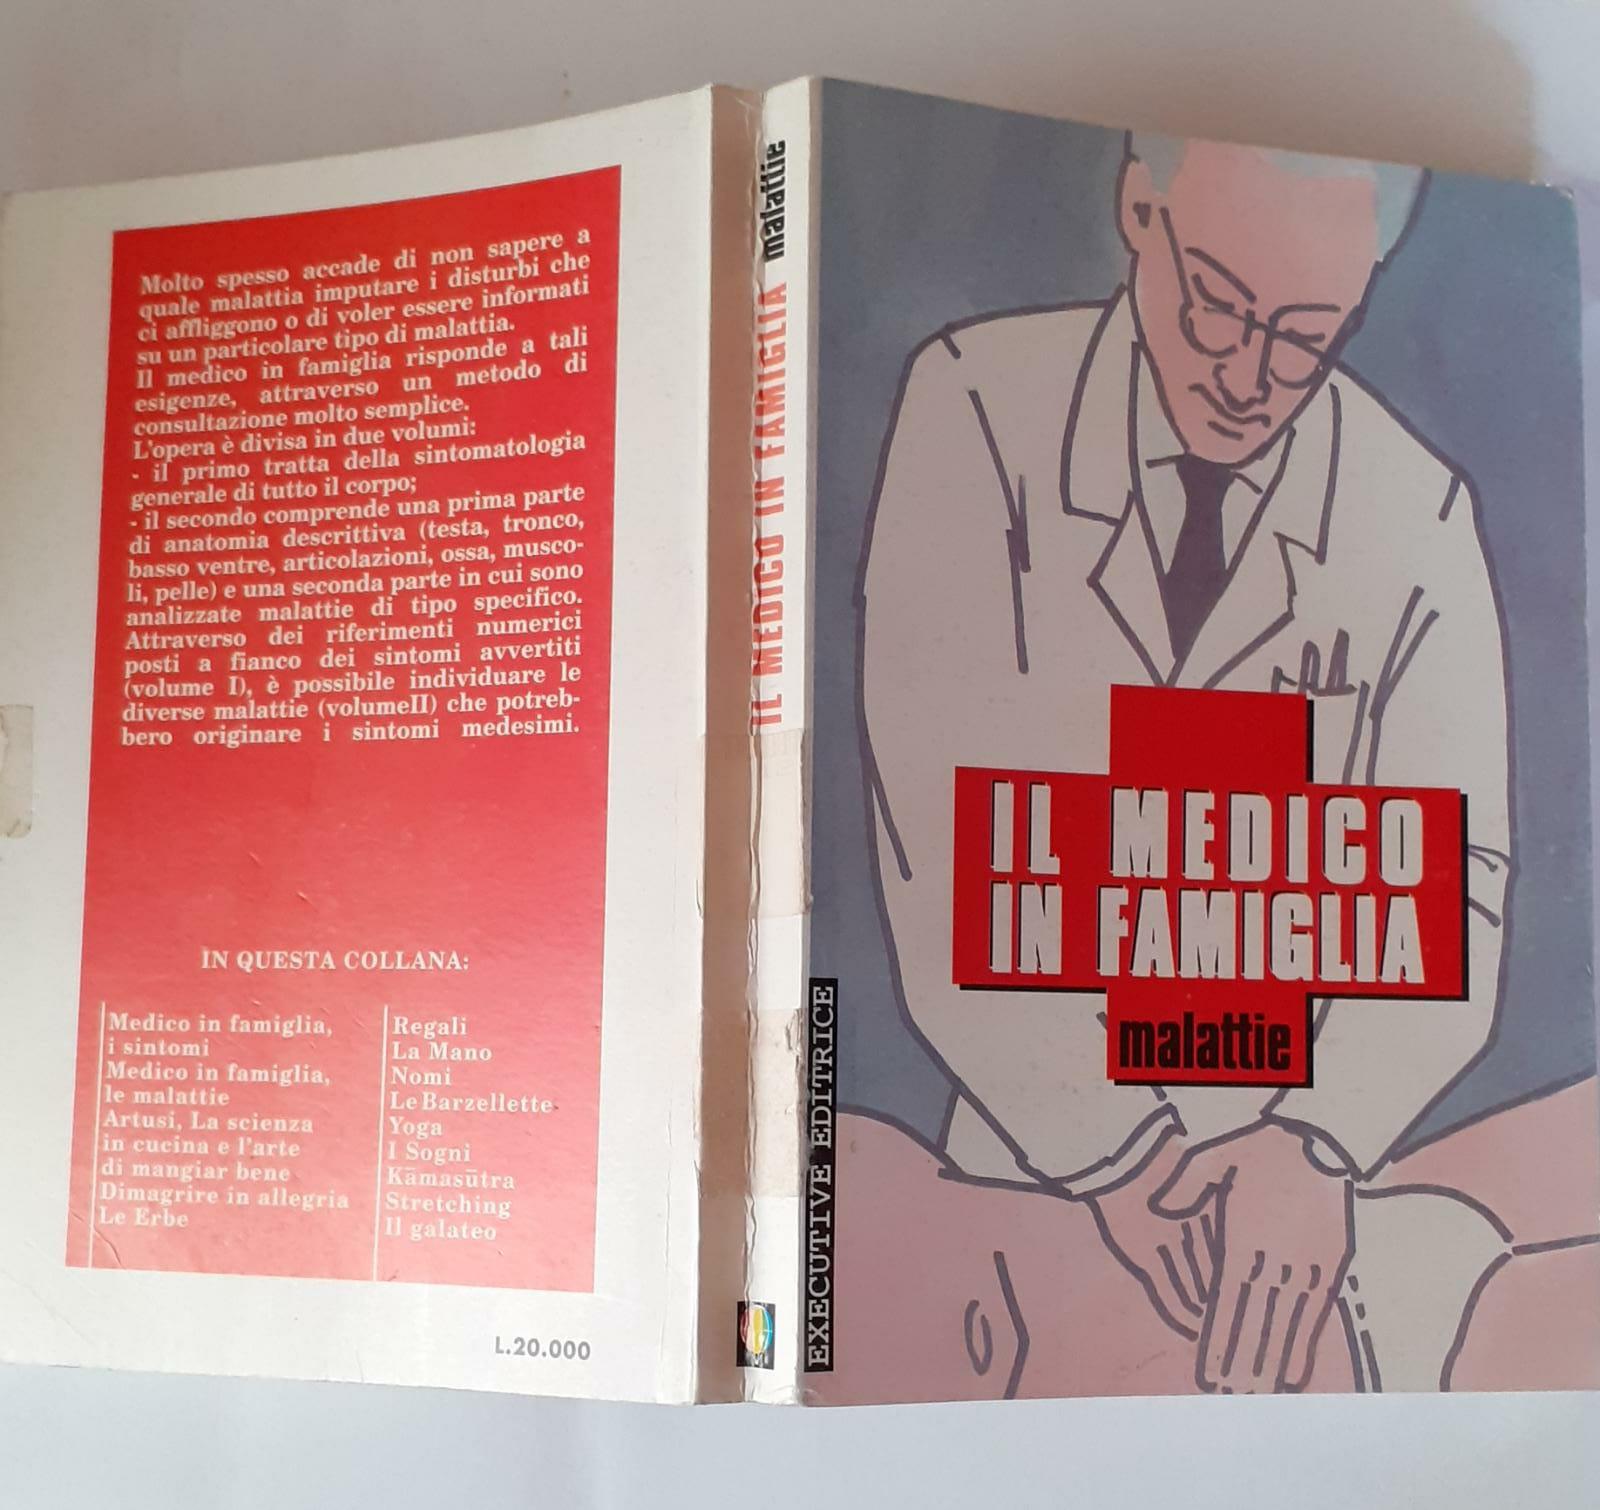 Molto spesso accade di non sapere a
quale malattia imputare i disturbi che
ci affliggono o di voler essere informati
su un particolare tipo di malattia.
Il medico in famiglia risponde a tali
esigenze, attraverso un metodo di
consultazione molto semplice.
L'opera è divisa in due volumi:
- il primo tratta della sintomatologia
generale di tutto il corpo;
- il secondo comprende una prima parte
di anatomia descrittiva (testa, tronco,
basso ventre, articolazioni, ossa, musco-
li, pelle) e una seconda parte in cui sono
analizzate malattie di tipo specifico.
Attraverso dei riferimenti numerici
posti a fianco dei sintomi avvertiti
(volume I), è possibile individuare le
diverse malattie (volumeII) che potreb-
bero originare i sintomi medesimi.
IN QUESTA COLLANA:
Medico in famiglia,
i sintomi
Medico in famiglia,
le malattie
Artusi, La scienza
in cucina e l'arte
di mangiar bene
Dimagrire in allegria
Le Erbe
Regali
La Mano
Nomi
Le Barzellette
Yoga
I Sogni
Kāmasūtra
Stretching
Il galateo
L.20.000
IL MEDICO IN FAMIGLIA malattie
EXECUTIVE EDITRICE
IL MEDICO
IN FAMIGLIA
malattie